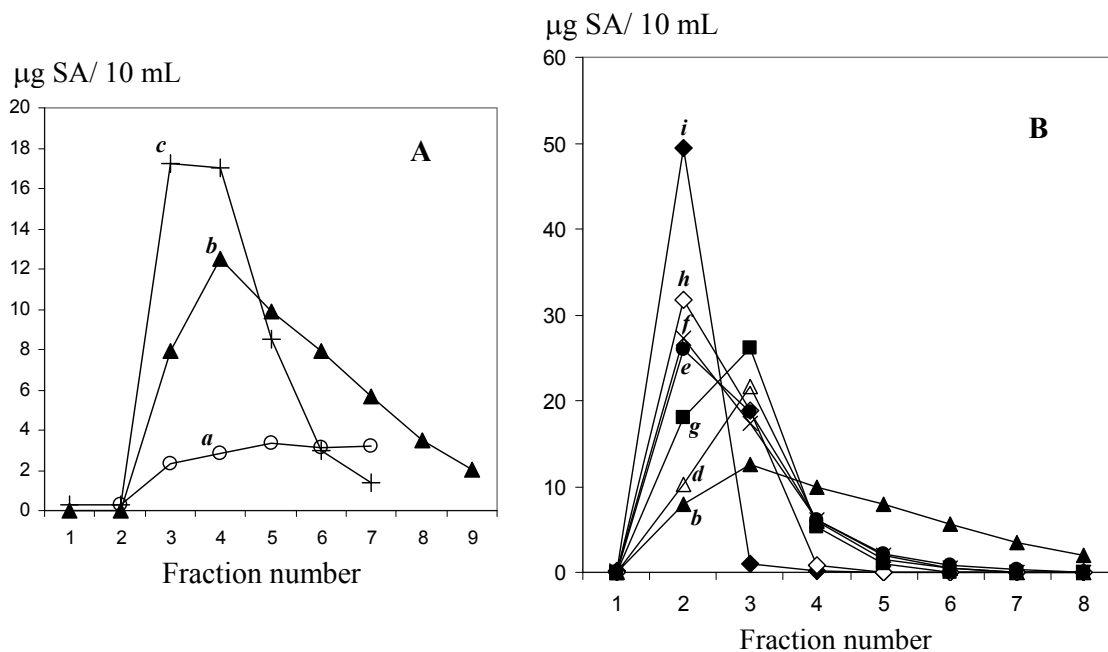 μg SA/ 10 mL
A
20
18
16
14
12
10
8
6
4
2
0
c
b
a
1 2 3 4 5 6 7 8 9
Fraction number
μg SA/ 10 mL
B
60
50
40
30
20
10
0
i
h
f
e
g
d
b
1 2 3 4 5 6 7 8
Fraction number